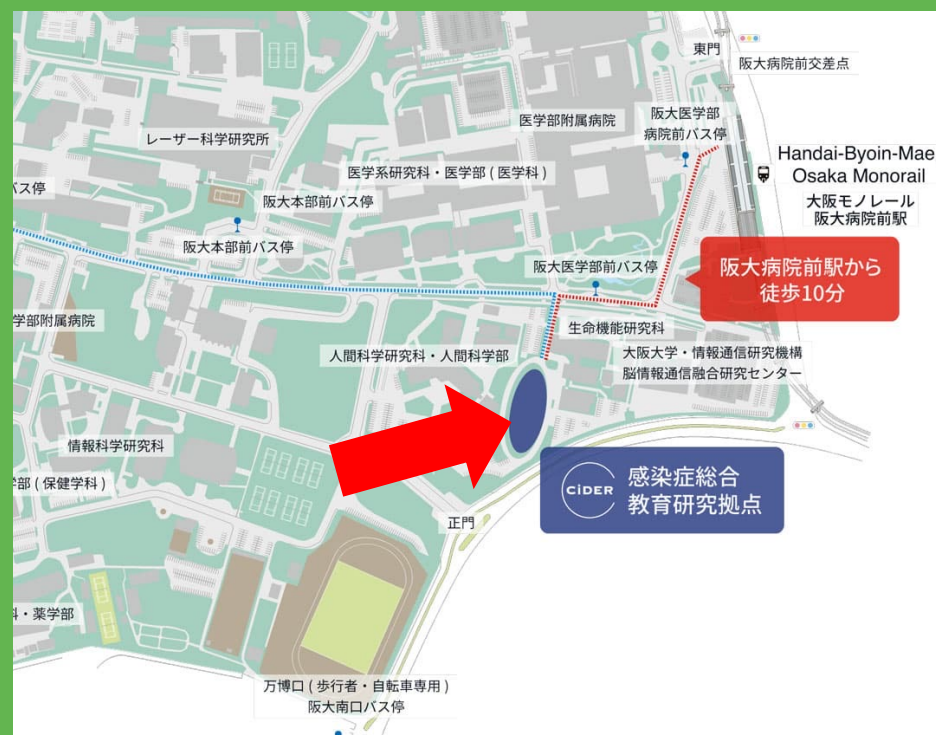 東門
阪大病院前交差点
阪大医学部
病院前バス停
医学部附属病院
レーザー科学研究所
Handai-Byoin-Mae
Osaka Monorail
大阪モノレール
阪大病院前駅
医学系研究科・医学部 ( 医学科 )
バス停
阪大本部前バス停
阪大本部前バス停
阪大医学部前バス停
阪大病院前駅から
徒歩10分
学部附属病院
生命機能研究科
人間科学研究科・人間科学部
大阪大学・情報通信研究機構
脳情報通信融合研究センター
情報科学研究科
CiDER
感染症総合
教育研究拠点
学部 ( 保健学科 )
正門
科・薬学部
万博口 ( 歩行者・自転車専用 )
阪大南口バス停